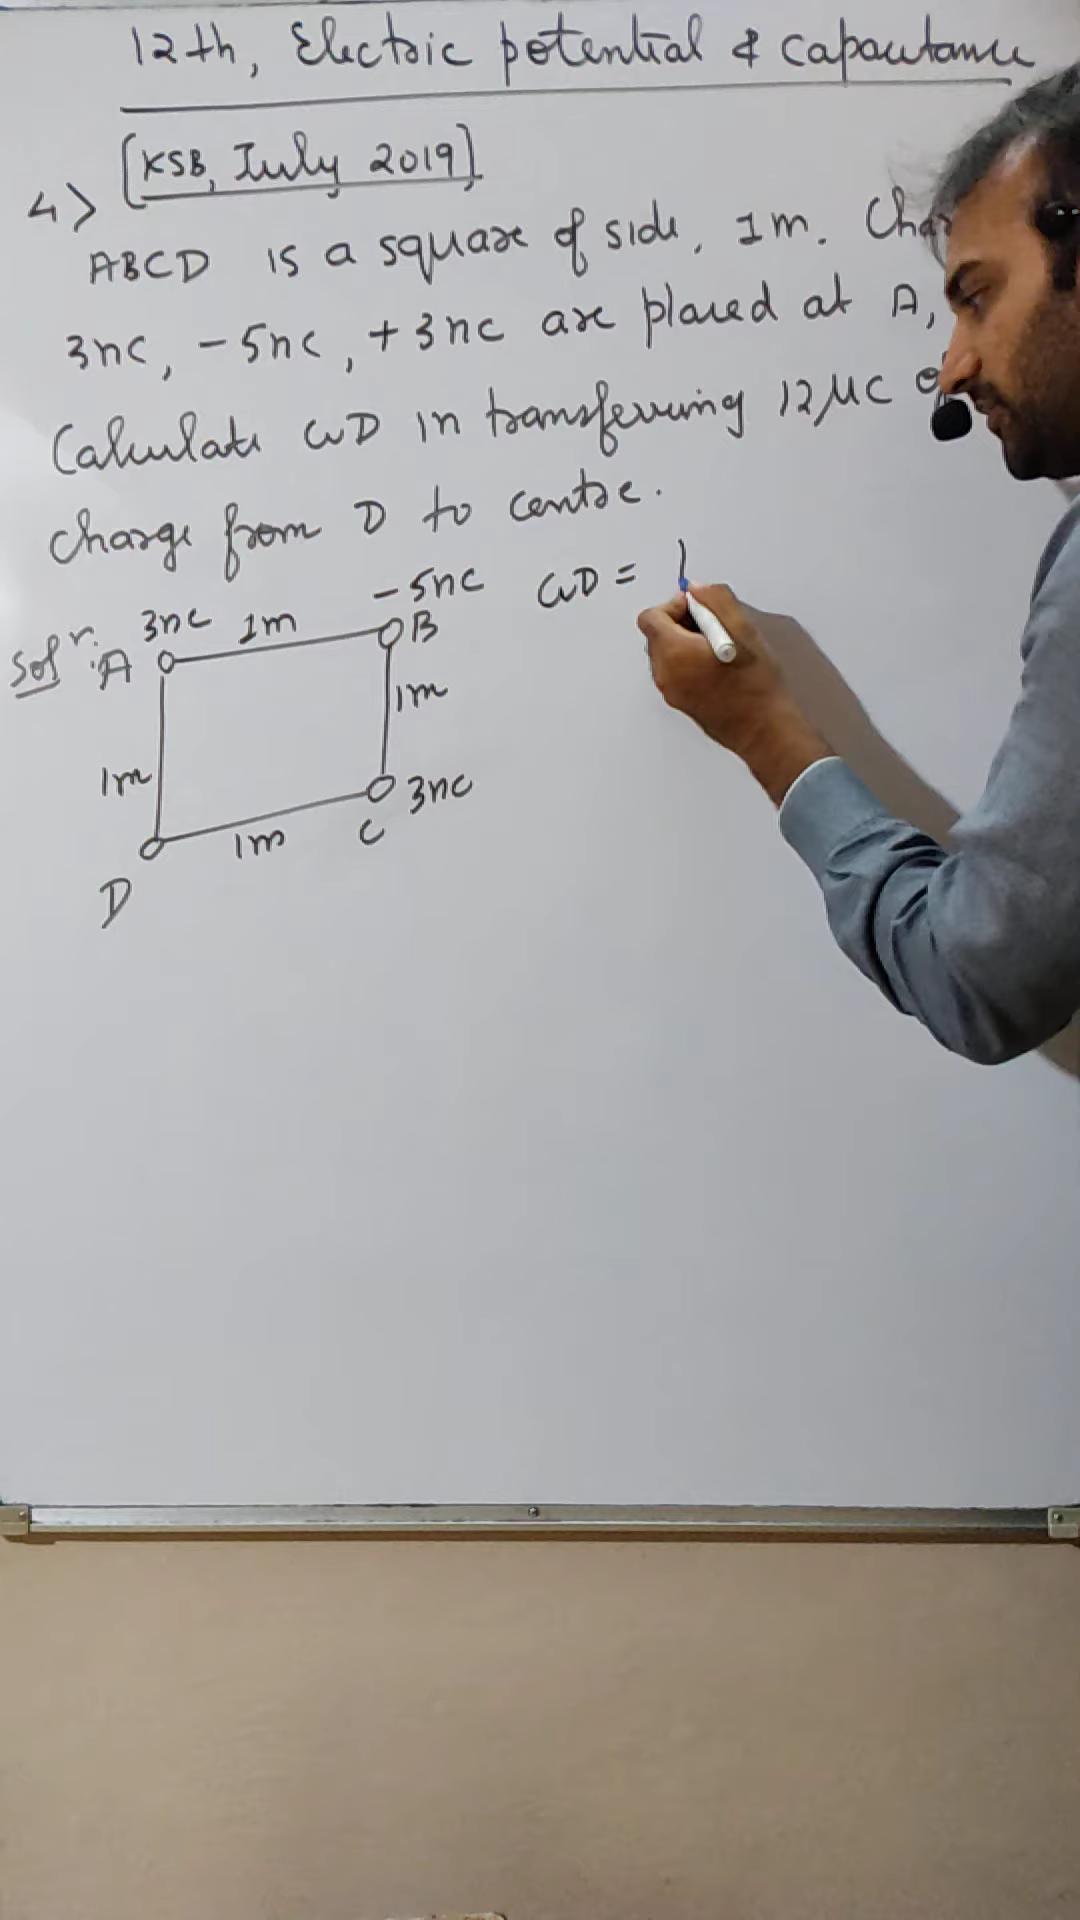 12th, Electric potential & capacitance
[KSB, July 2019]
4> ABCD is a square of side, 1m.
3nc, -5nc, +3nc are placed at A,
Calculate WD in transferring 12μc
charge from D to centre.
-5nc WD =
3nc 1m B
Solⁿ: A
1m
1m
3nc
1m C
D